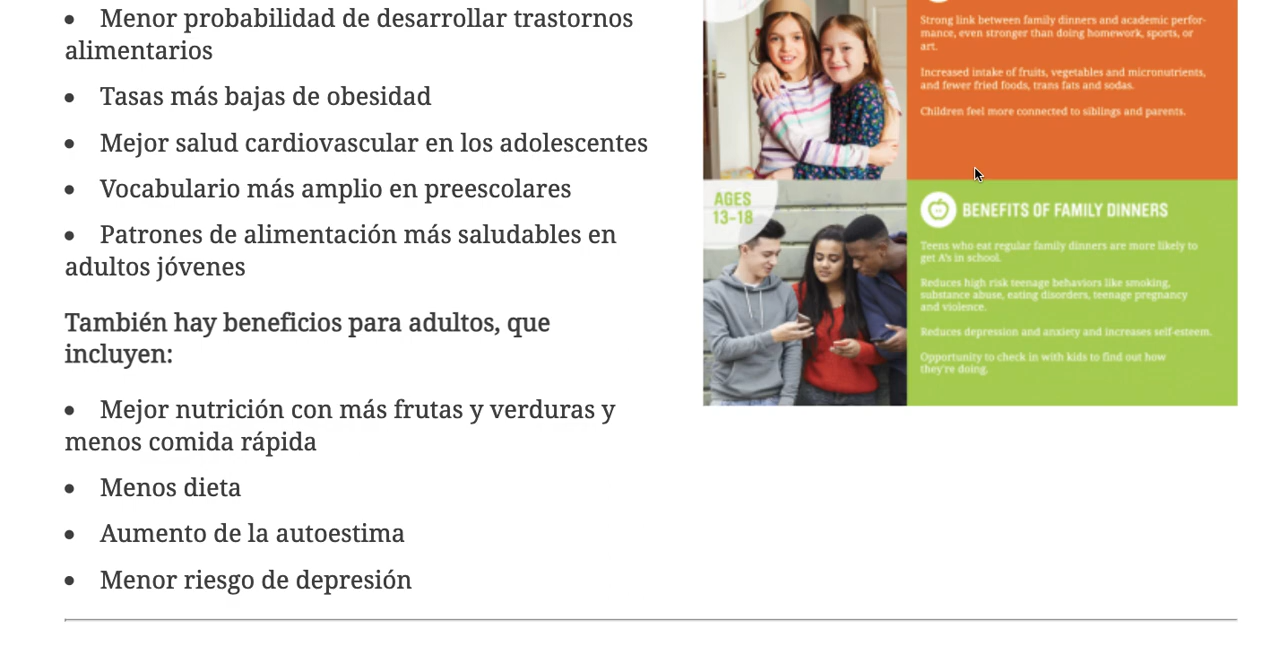 • Menor probabilidad de desarrollar trastornos
alimentarios
• Tasas más bajas de obesidad
• Mejor salud cardiovascular en los adolescentes
• Vocabulario más amplio en preescolares
• Patrones de alimentación más saludables en
adultos jóvenes
También hay beneficios para adultos, que
incluyen:
• Mejor nutrición con más frutas y verduras y
menos comida rápida
• Menos dieta
• Aumento de la autoestima
• Menor riesgo de depresión
Strong link between family dinners and academic perfor-
mance, even stronger than doing homework, sports, or
art.
Increased intake of fruits, vegetables and micronutrients,
and fewer fried foods, trans fats and sodas.
Children feel more connected to siblings and parents.
AGES
13-18
BENEFITS OF FAMILY DINNERS
Teens who eat regular family dinners are more likely to
get A's in school.
Reduces high risk teenage behaviors like smoking,
substance abuse, eating disorders, teenage pregnancy
and violence.
Reduces depression and anxiety and increases self-esteem.
Opportunity to check in with kids to find out how
they're doing.